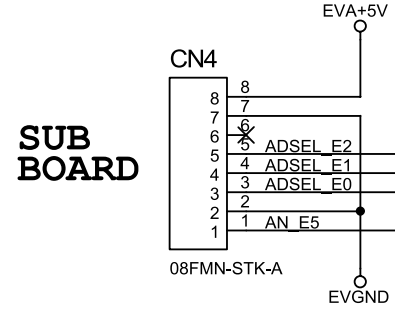 EVA+5V
CN4
8 8
7 7
6 6
SUB
BOARD
5 5 ADSEL_E2
4 4 ADSEL_E1
3 3 ADSEL_E0
2 2
1 1 AN_E5
08FMN-STK-A
EVGND